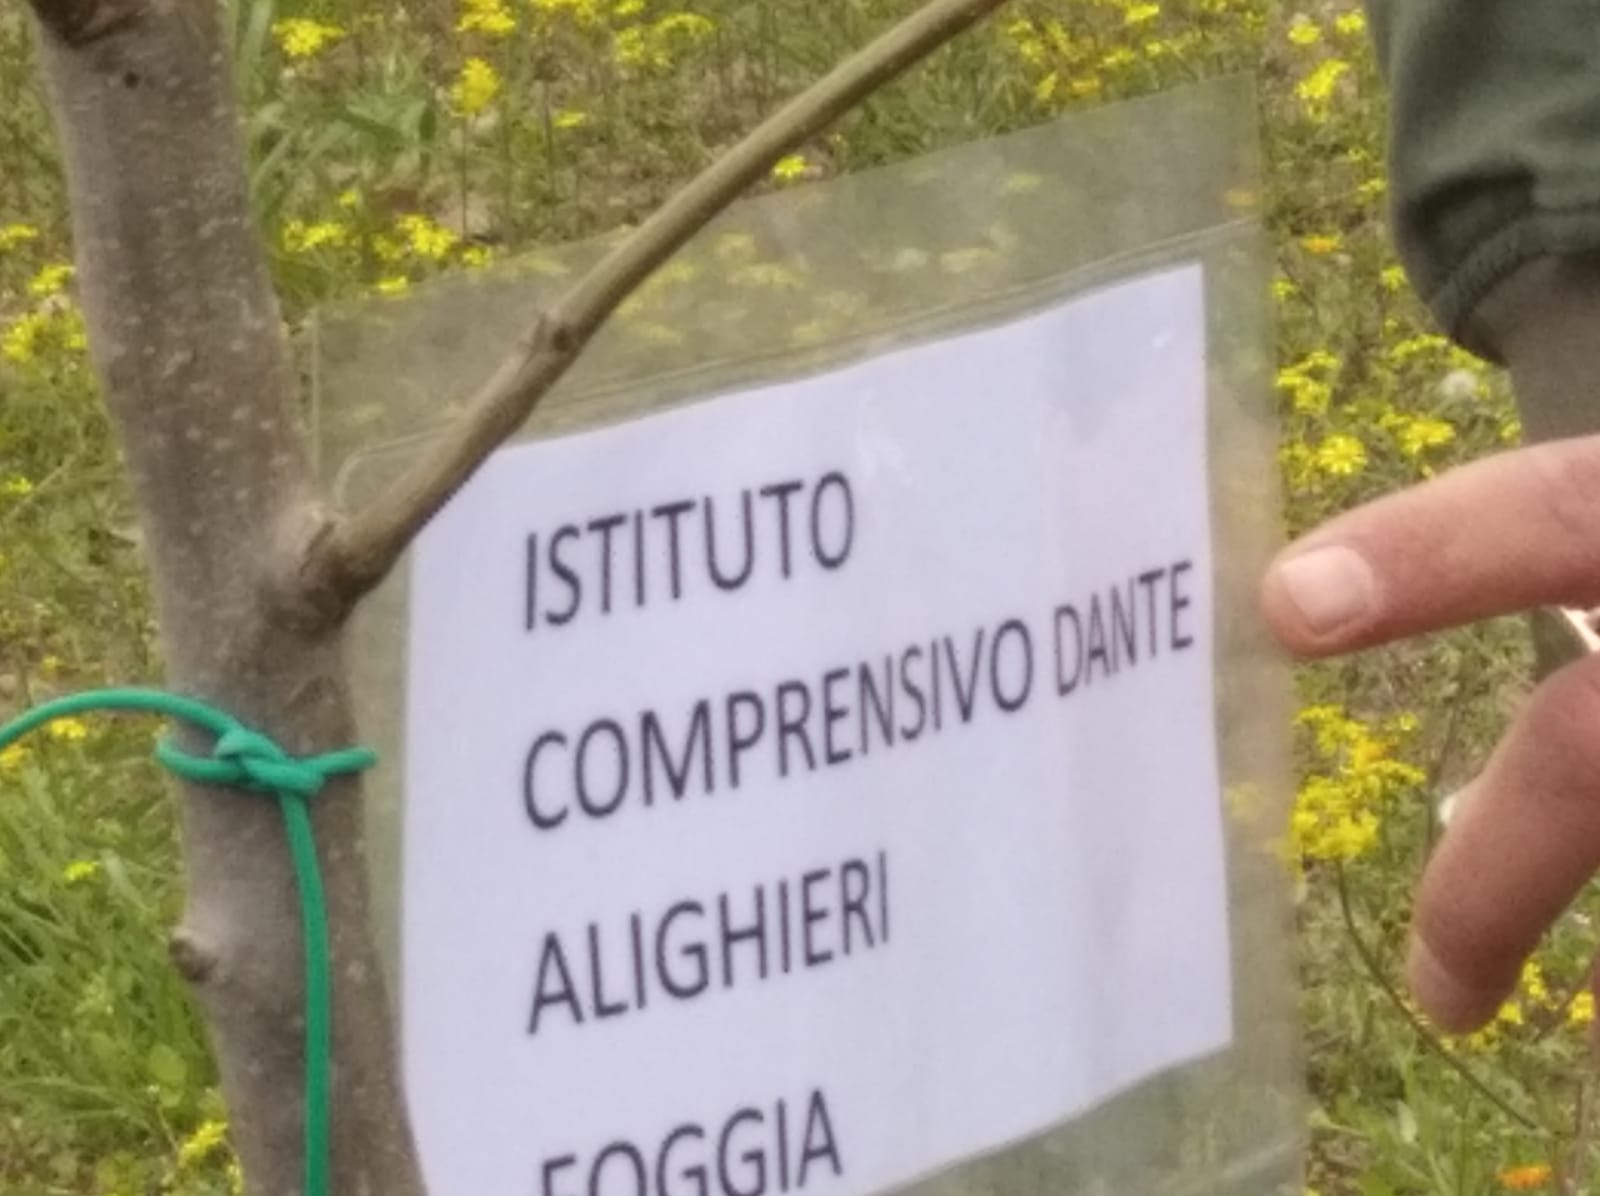 ISTITUTO
COMPRENSIVO DANTE
ALIGHIERI
FOGGIA